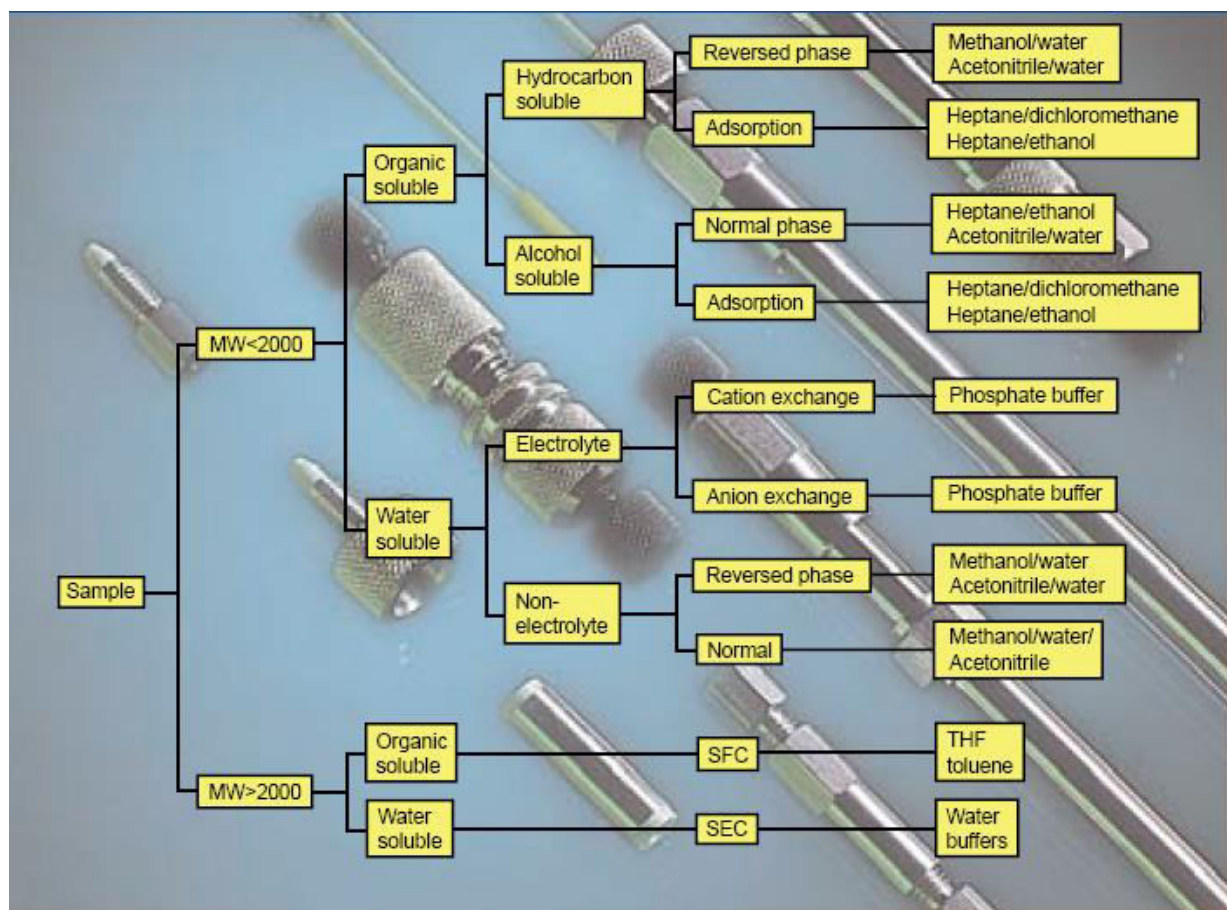 Reversed phase
Methanol/water
Acetonitrile/water
Hydrocarbon
soluble
Adsorption
Heptane/dichloromethane
Heptane/ethanol
Organic
soluble
Normal phase
Heptane/ethanol
Acetonitrile/water
Alcohol
soluble
Adsorption
Heptane/dichloromethane
Heptane/ethanol
MW<2000
Cation exchange
Phosphate buffer
Electrolyte
Anion exchange
Phosphate buffer
Water
soluble
Reversed phase
Methanol/water
Acetonitrile/water
Sample
Non-
electrolyte
Normal
Methanol/water/
Acetonitrile
Organic
soluble
SFC
THF
toluene
MW>2000
Water
soluble
SEC
Water
buffers